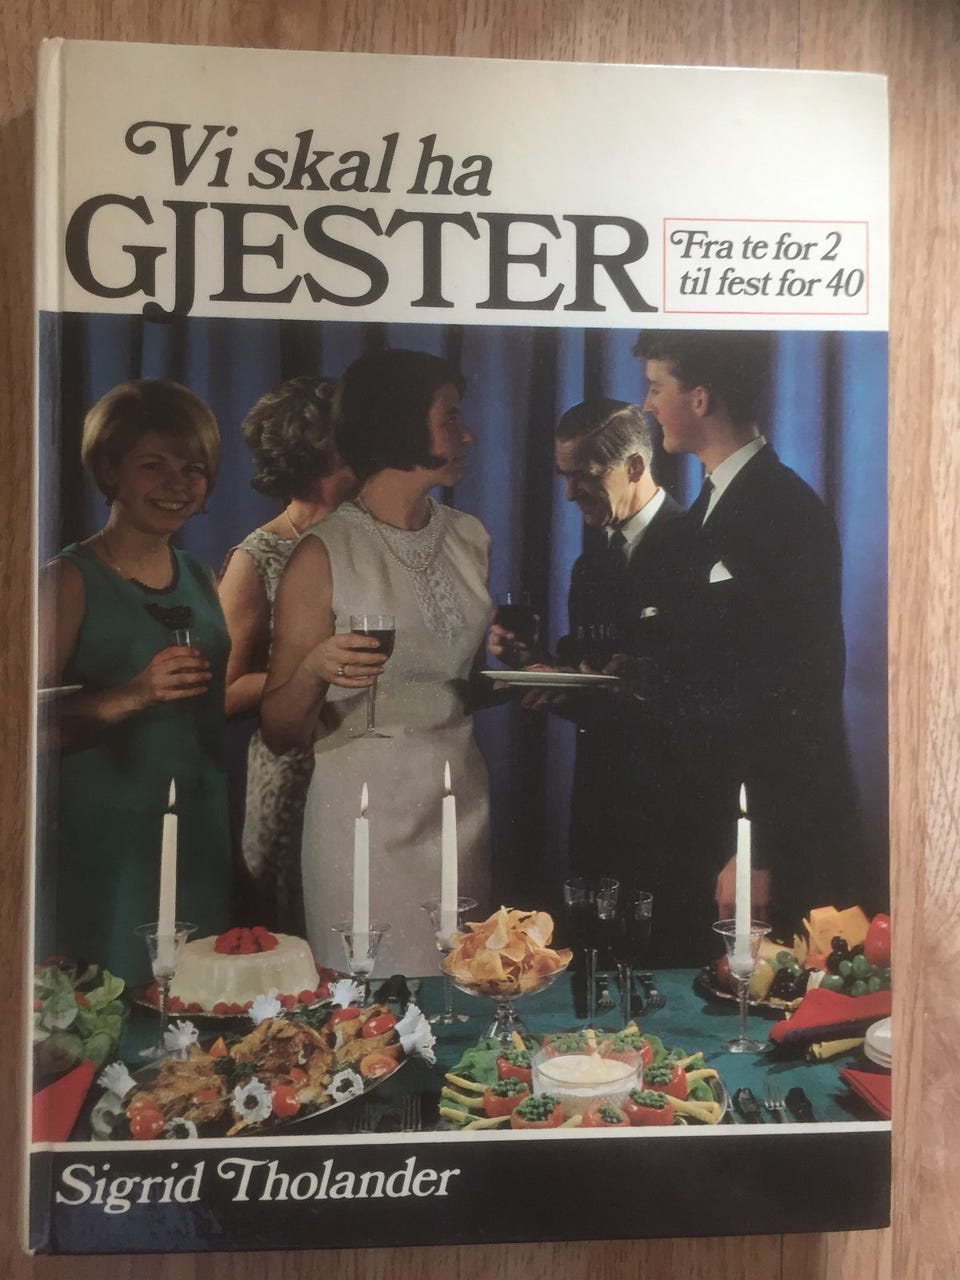 Vi skal ha
GJESTER
Fra te for 2
til fest for 40
Sigrid Tholander